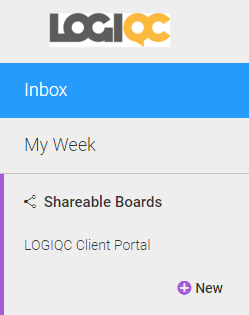 LOGIQC
Inbox
My Week
Shareable Boards
LOGIQC Client Portal
New